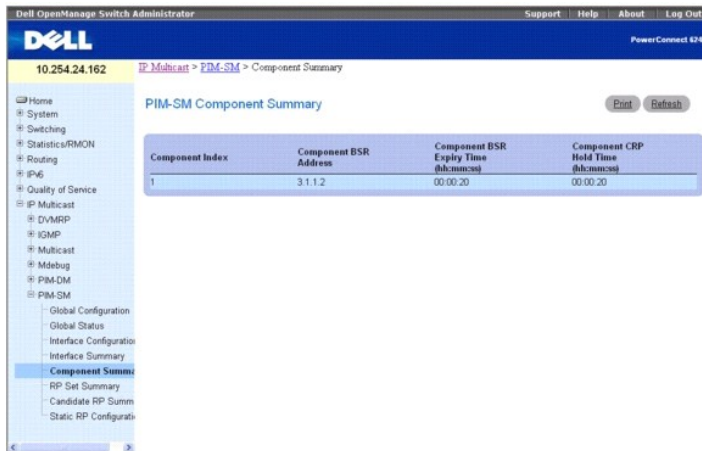 Dell OpenManage Switch Administrator
Support Help About Log Out
DELL
PowerConnect 624
10.254.24.162
IP Multicast > PIM-SM > Component Summary
Home
System
Switching
Statistics/RMON
Routing
IPv6
Quality of Service
IP Multicast
DVMRP
IGMP
Multicast
Mdebug
PIM-DM
PIM-SM
Global Configuration
Global Status
Interface Configuration
Interface Summary
Component Summa
RP Set Summary
Candidate RP Summ
Static RP Configurati
PIM-SM Component Summary
Print Refresh
Component Index
Component BSR
Address
Component BSR
Expiry Time
(hh:mm:ss)
Component CRP
Hold Time
(hh:mm:ss)
1 3.1.1.2 00:00:20 00:00:20